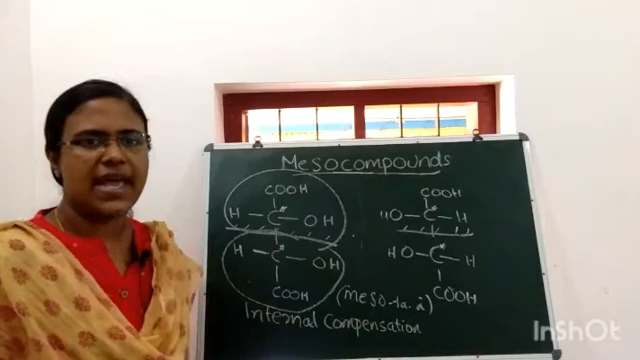 Mesocompounds
COOH COOH
H — C* — OH HO — C* — H
H — C* — OH HO — C* — H
COOH COOH
(Meso-ta. a)
Internal Compensation
InShOt